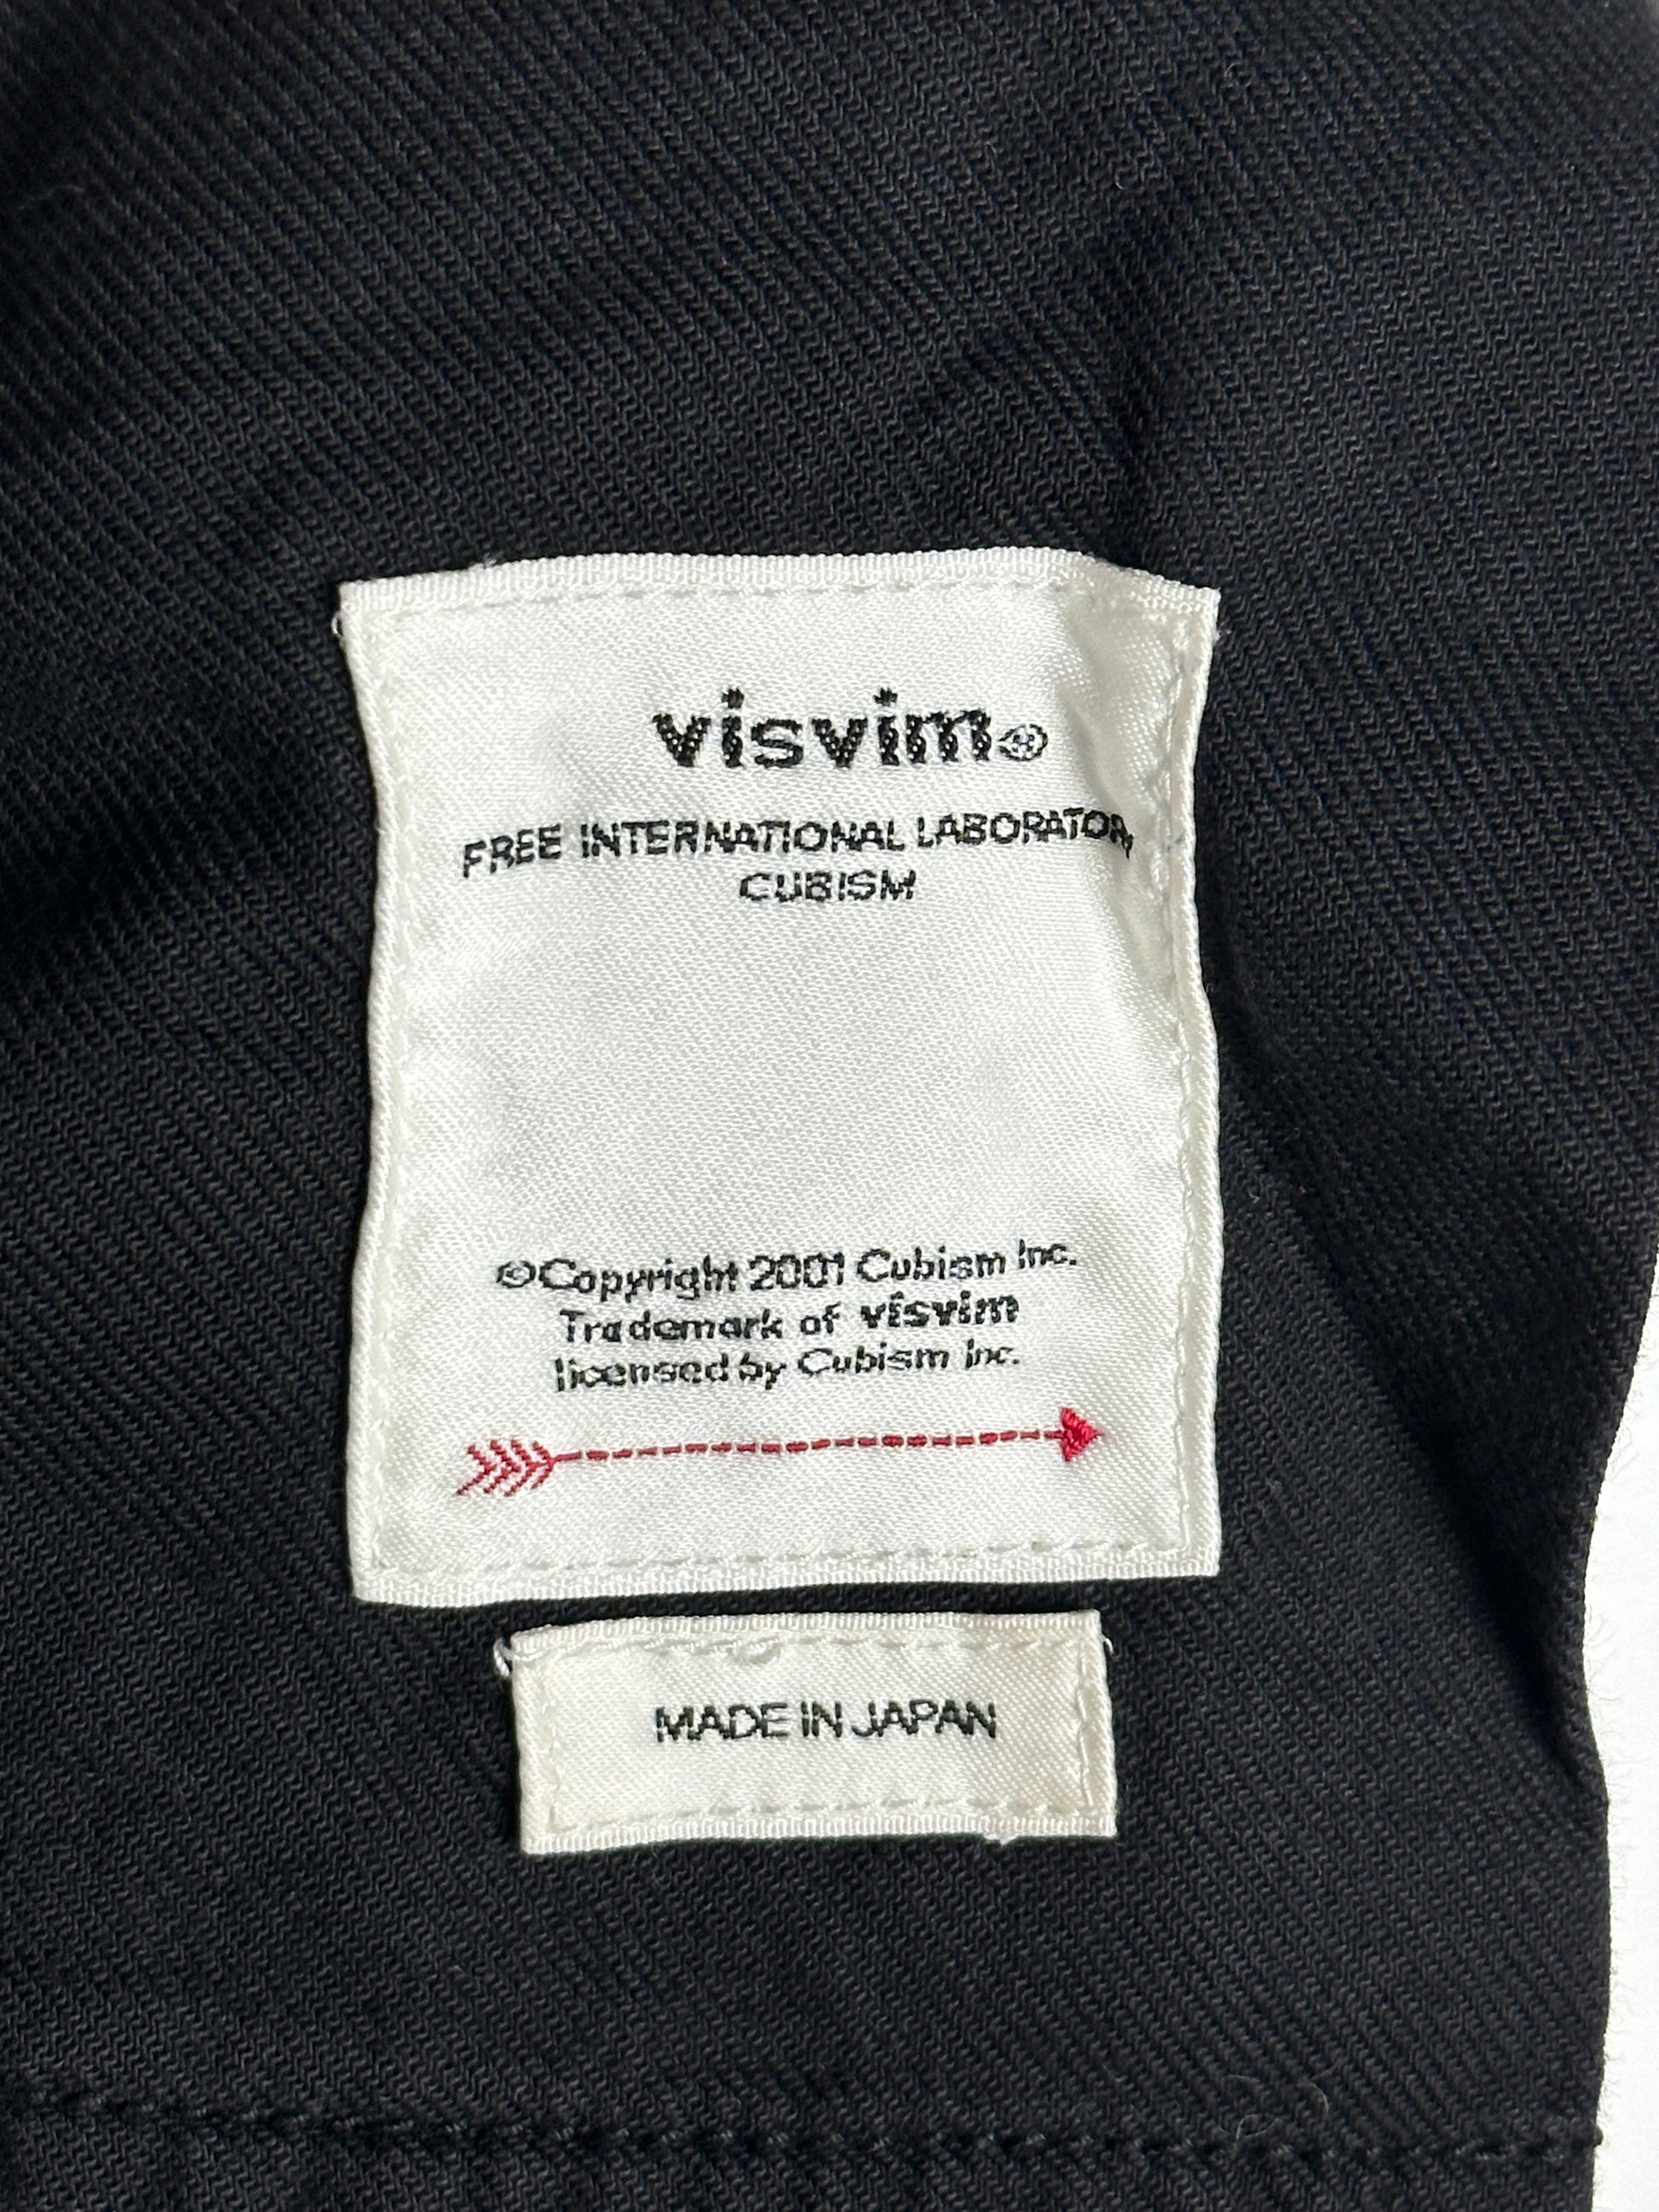 visvim®
FREE INTERNATIONAL LABORATORY
CUBISM
©Copyright 2001 Cubism Inc.
Trademark of visvim
licensed by Cubism Inc.
MADE IN JAPAN